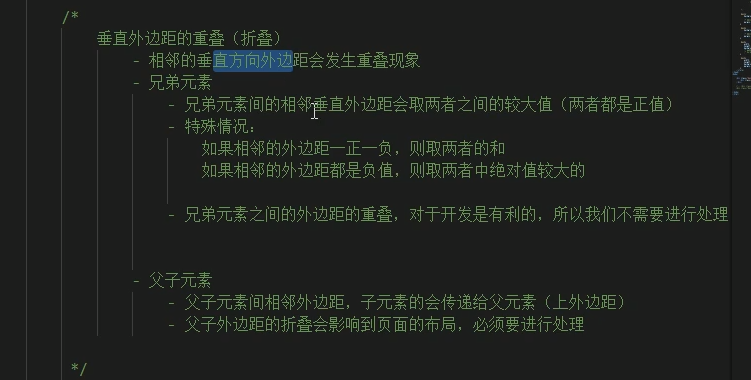 /*
垂直外边距的重叠（折叠）
- 相邻的垂直方向外边距会发生重叠现象
- 兄弟元素
- 兄弟元素间的相邻垂直外边距会取两者之间的较大值（两者都是正值）
- 特殊情况：
如果相邻的外边距一正一负，则取两者的和
如果相邻的外边距都是负值，则取两者中绝对值较大的
- 兄弟元素之间的外边距的重叠，对于开发是有利的，所以我们不需要进行处理
- 父子元素
- 父子元素间相邻外边距，子元素的会传递给父元素（上外边距）
- 父子外边距的折叠会影响到页面的布局，必须要进行处理
*/